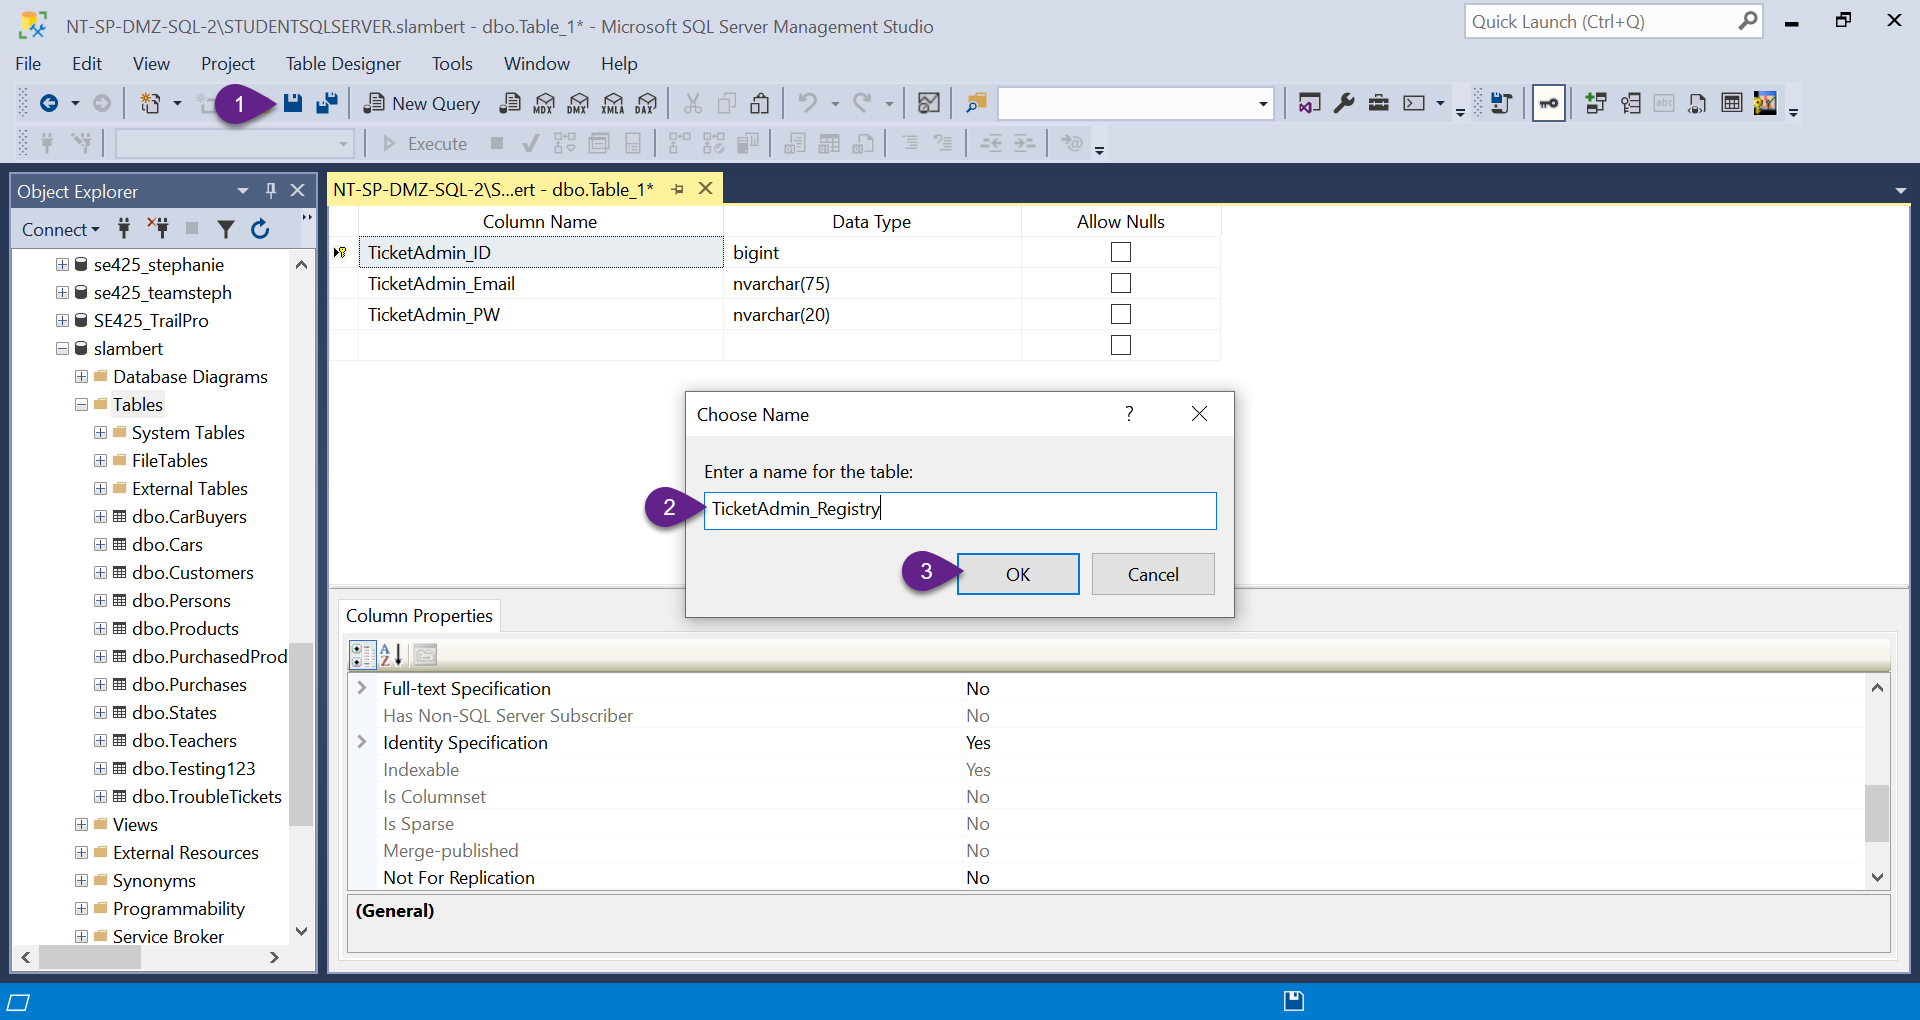 NT-SP-DMZ-SQL-2\STUDENTSQLSERVER.slambert - dbo.Table_1* - Microsoft SQL Server Management Studio
Quick Launch (Ctrl+Q)
File Edit View Project Table Designer Tools Window Help
1
New Query
MDX DMX XMLA DAX
abc
Execute
Object Explorer
NT-SP-DMZ-SQL-2\S...ert - dbo.Table_1*
Connect
Column Name Data Type Allow Nulls
TicketAdmin_ID bigint
TicketAdmin_Email nvarchar(75)
TicketAdmin_PW nvarchar(20)
se425_stephanie
se425_teamsteph
SE425_TrailPro
slambert
Database Diagrams
Tables
System Tables
FileTables
External Tables
dbo.CarBuyers
dbo.Cars
dbo.Customers
dbo.Persons
dbo.Products
dbo.PurchasedProd
dbo.Purchases
dbo.States
dbo.Teachers
dbo.Testing123
dbo.TroubleTickets
Views
External Resources
Synonyms
Programmability
Service Broker
Choose Name ?
Enter a name for the table:
2
TicketAdmin_Registry
3
OK Cancel
Column Properties
A
Z
Full-text Specification No
Has Non-SQL Server Subscriber No
Identity Specification Yes
Indexable Yes
Is Columnset No
Is Sparse No
Merge-published No
Not For Replication No
(General)